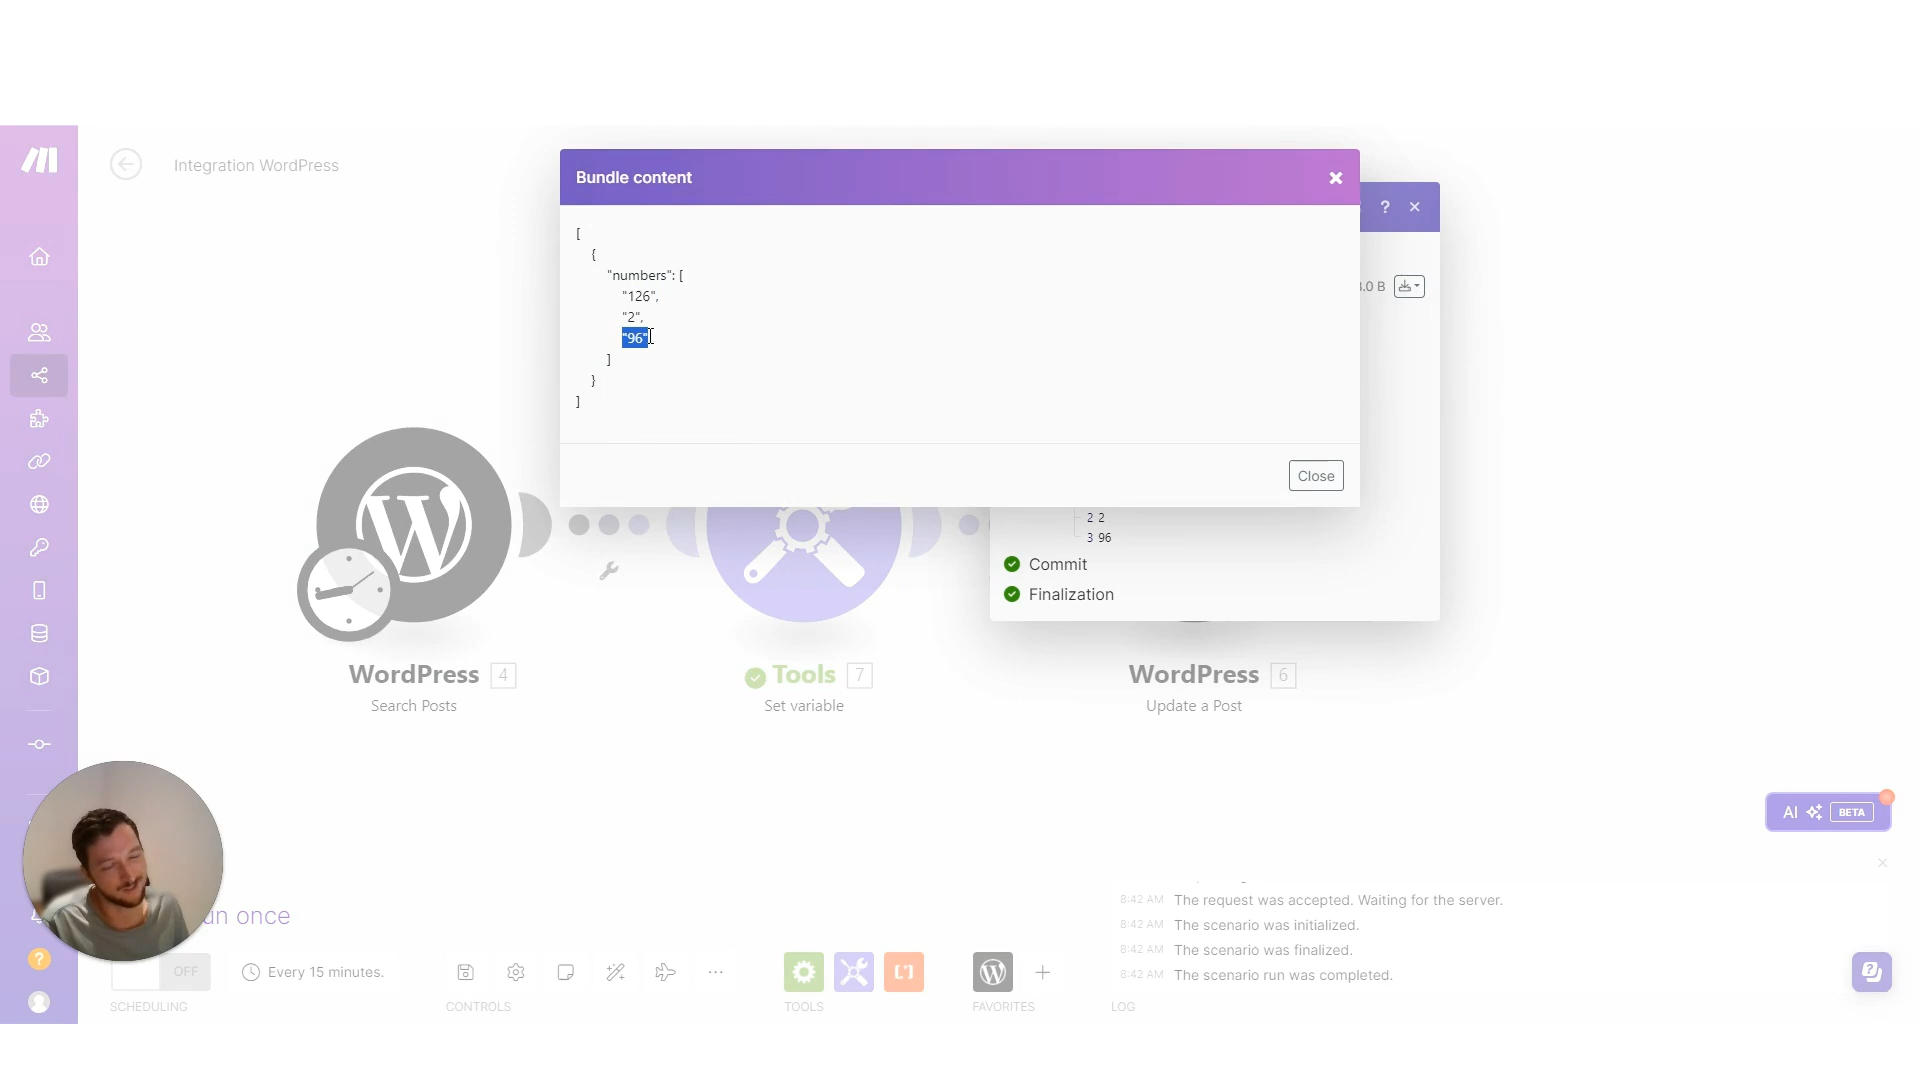 Integration WordPress
Bundle content
?
[
{
"numbers": [
"126",
"2",
"96"
]
}
]
.0 B
Close
2 2
3 96
Commit
Finalization
WordPress 4
Search Posts
Tools 7
Set variable
WordPress 6
Update a Post
AI BETA
un once
8:42 AM The request was accepted. Waiting for the server.
8:42 AM The scenario was initialized.
8:42 AM The scenario was finalized.
8:42 AM The scenario run was completed.
?
OFF
Every 15 minutes.
SCHEDULING
CONTROLS
TOOLS
FAVORITES
LOG